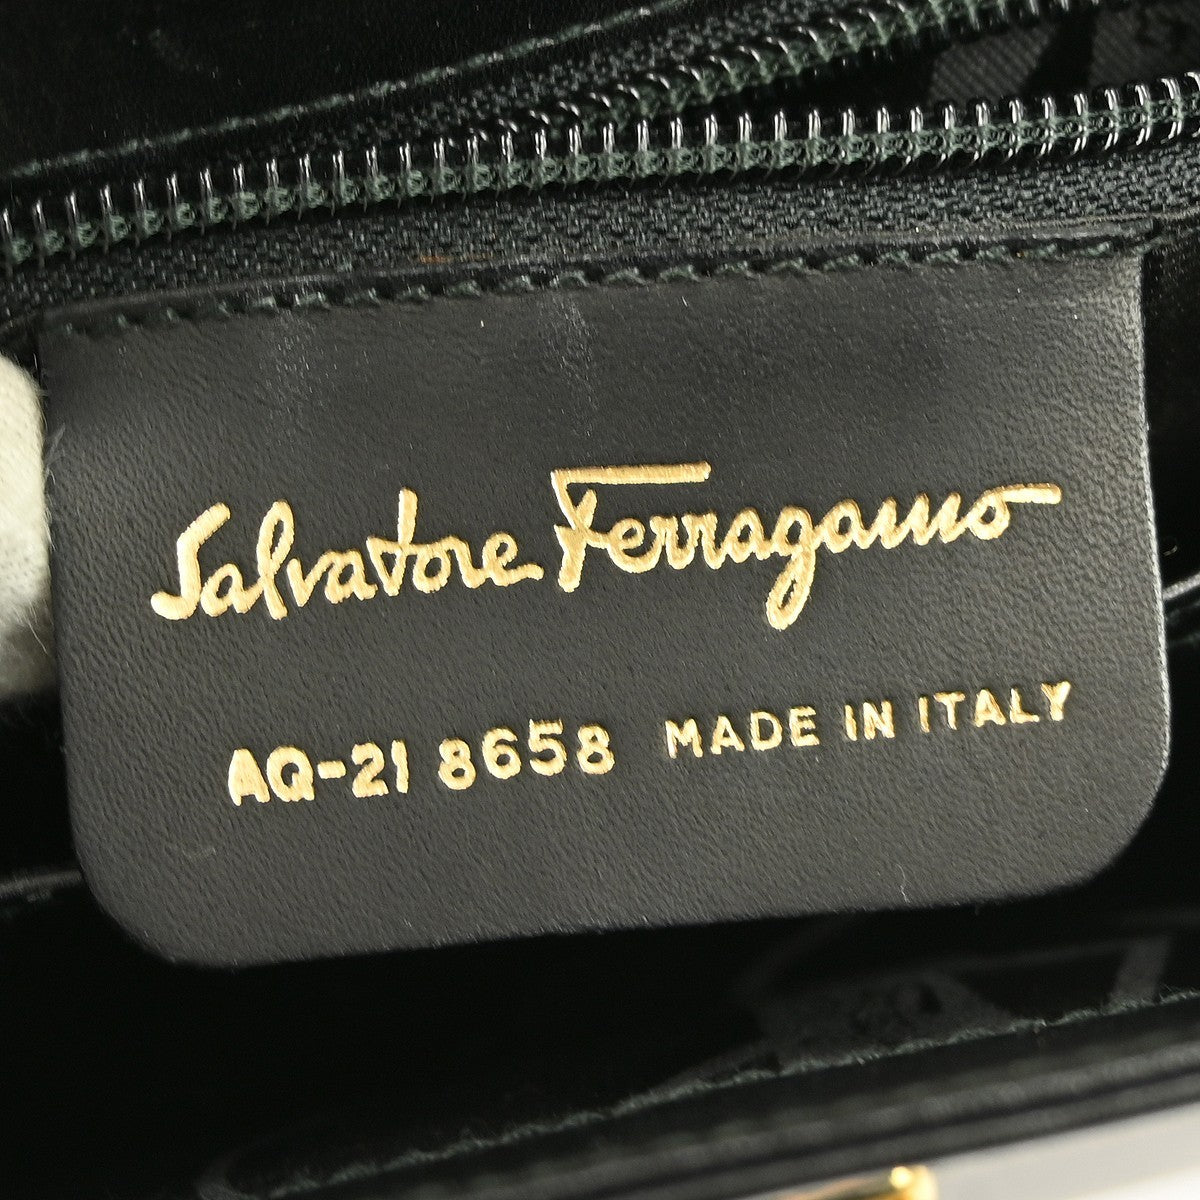 Salvatore Ferragamo
AQ-21 8658 MADE IN ITALY